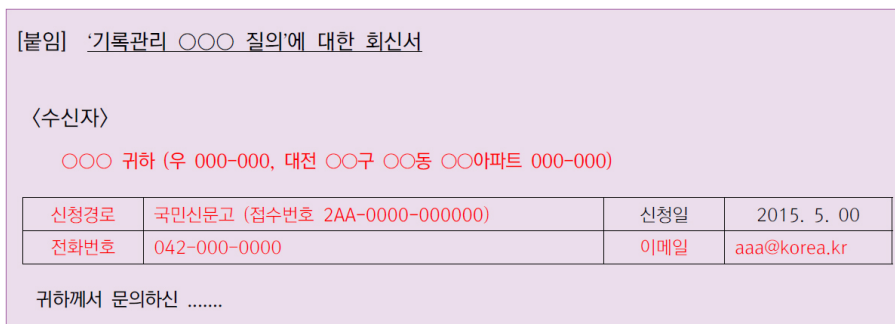 [붙임] ‘기록관리 ○○○ 질의’에 대한 회신서
〈수신자〉
○○○ 귀하 (우 000-000, 대전 ○○구 ○○동 ○○아파트 000-000)
신청경로 국민신문고 (접수번호 2AA-0000-000000) 신청일 2015. 5. 00
전화번호 042-000-0000 이메일 aaa@korea.kr
귀하께서 문의하신 .......